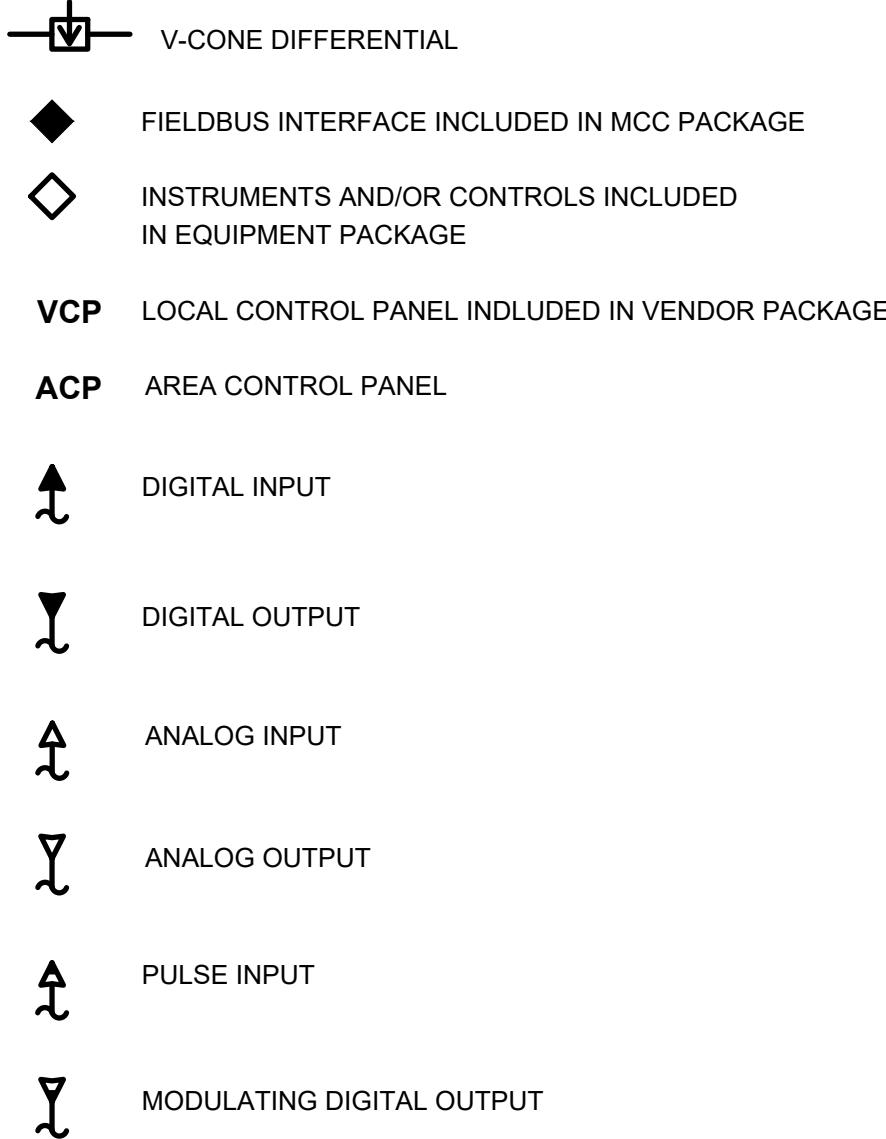 V-CONE DIFFERENTIAL
FIELDBUS INTERFACE INCLUDED IN MCC PACKAGE
INSTRUMENTS AND/OR CONTROLS INCLUDED
IN EQUIPMENT PACKAGE
VCP LOCAL CONTROL PANEL INDLUDED IN VENDOR PACKAGE
ACP AREA CONTROL PANEL
DIGITAL INPUT
DIGITAL OUTPUT
ANALOG INPUT
ANALOG OUTPUT
PULSE INPUT
MODULATING DIGITAL OUTPUT